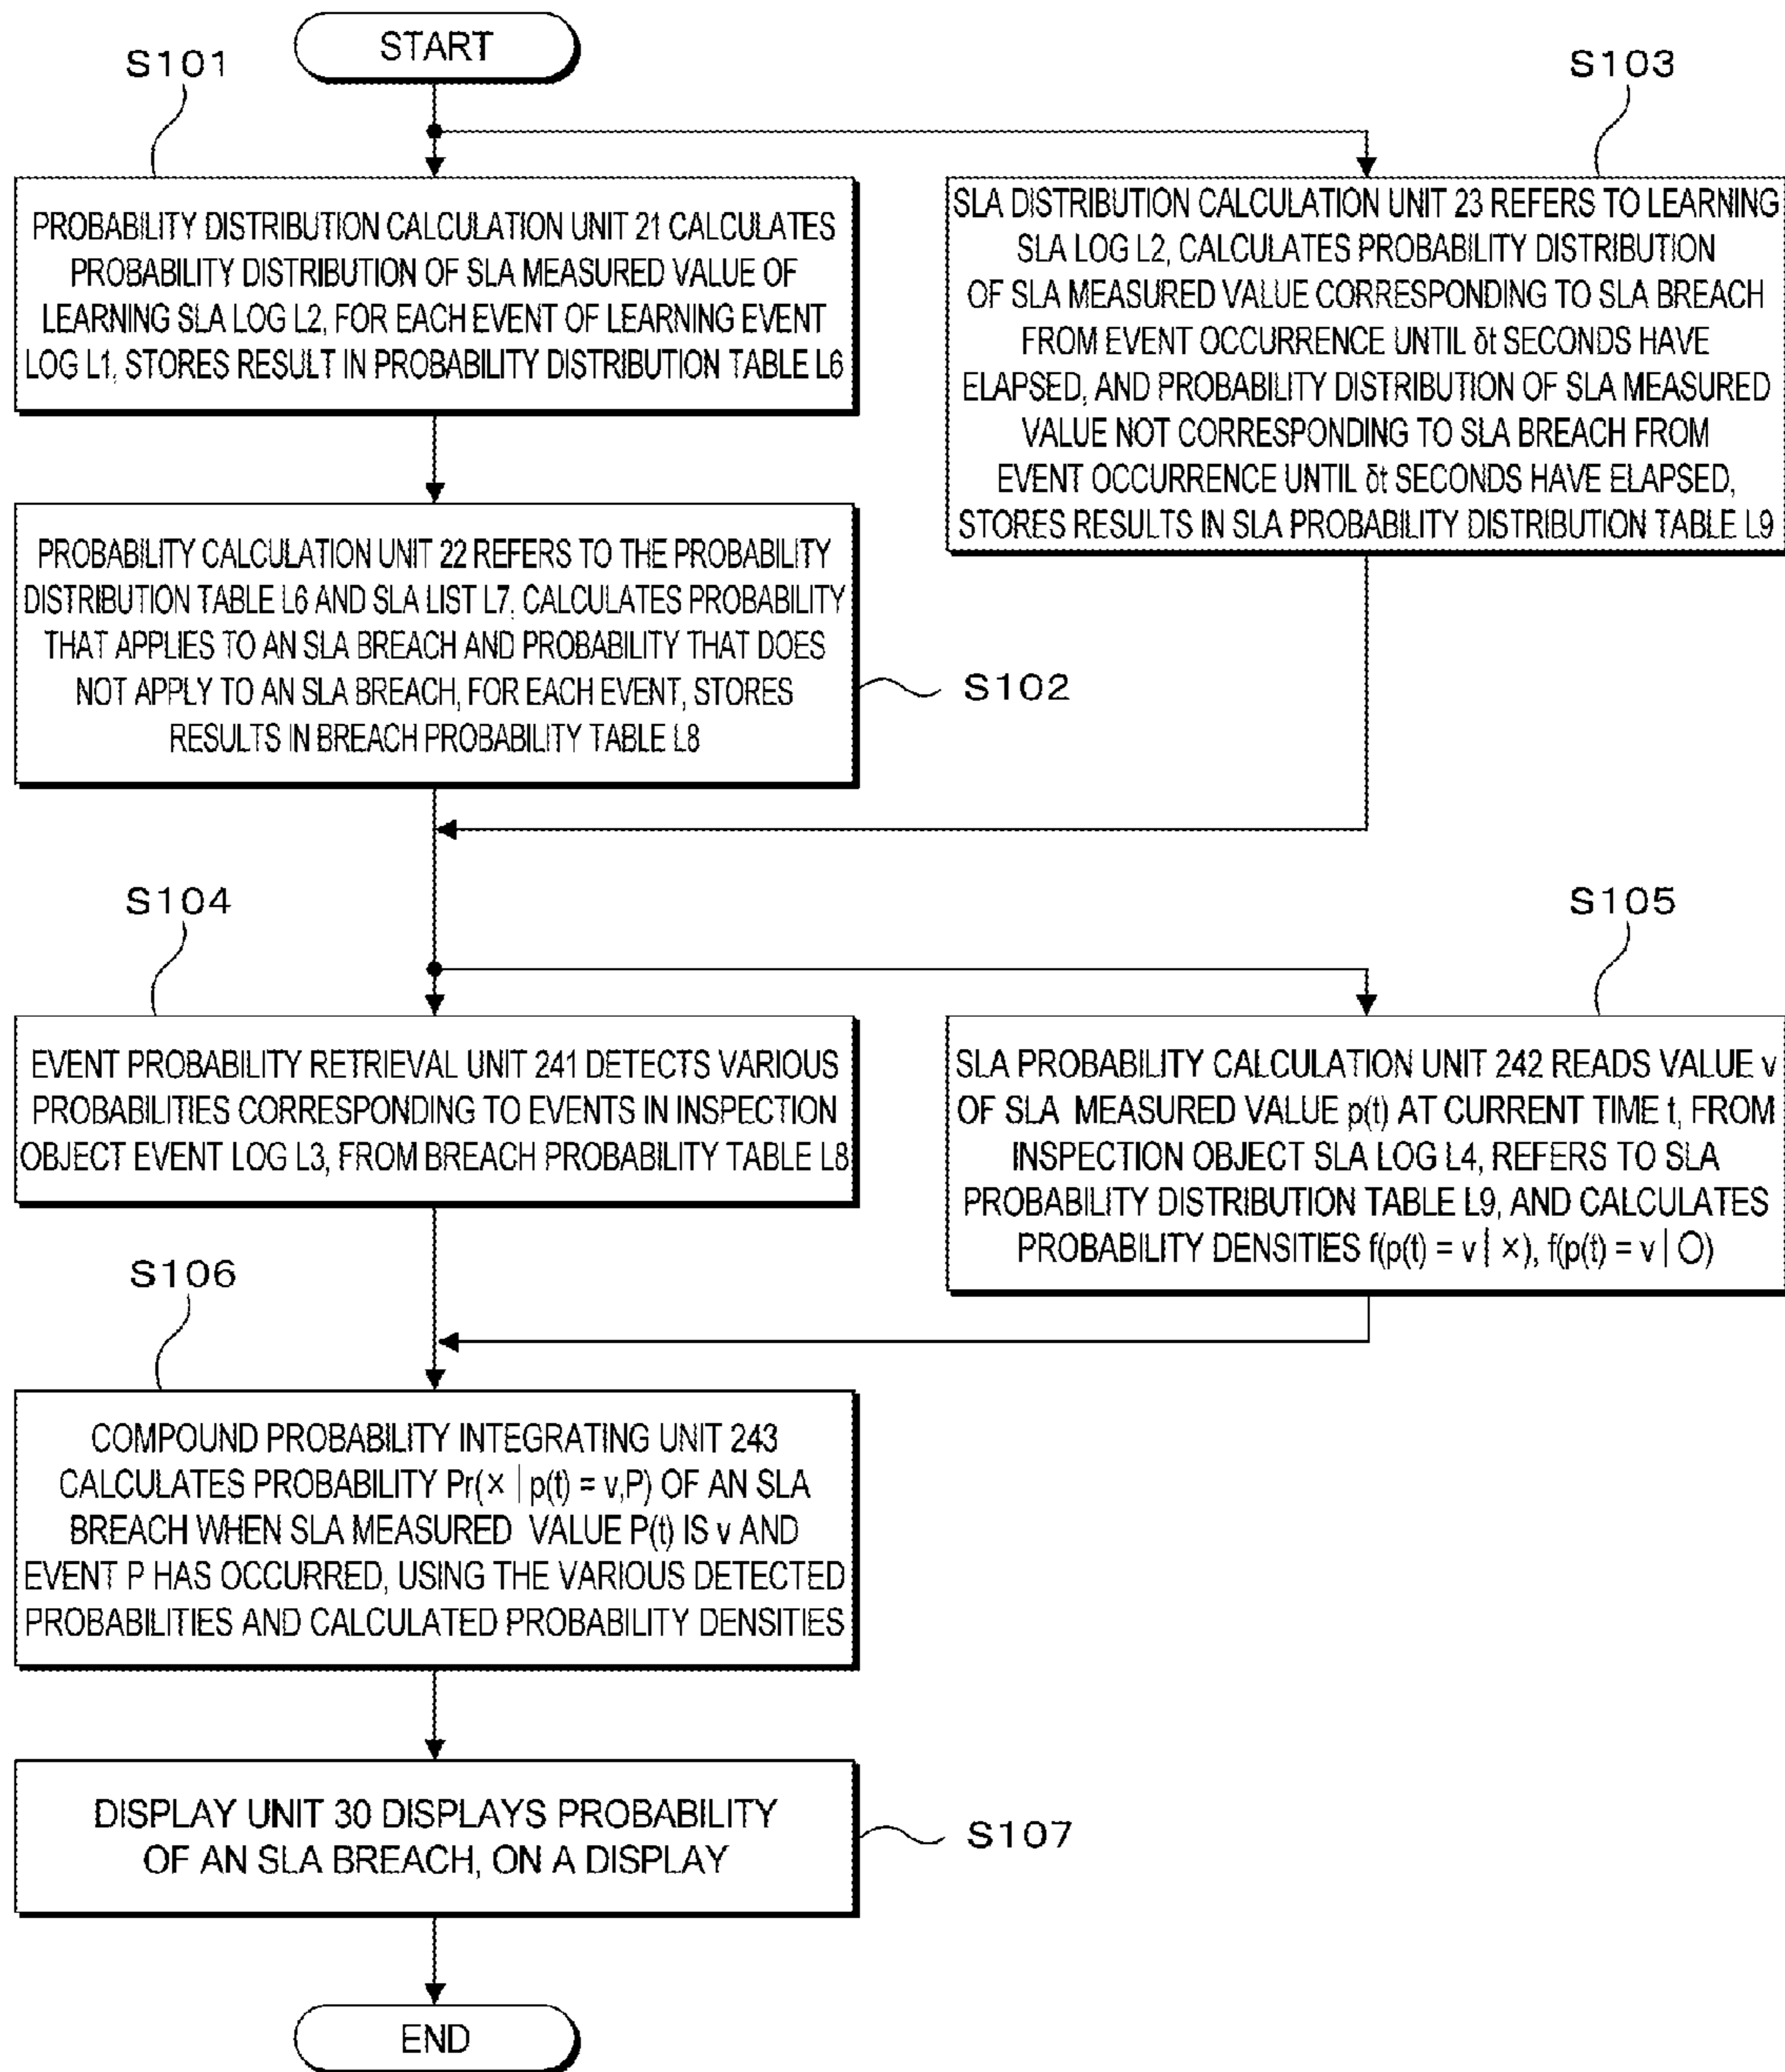 START
S101
S103
PROBABILITY DISTRIBUTION CALCULATION UNIT 21 CALCULATES
PROBABILITY DISTRIBUTION OF SLA MEASURED VALUE OF
LEARNING SLA LOG L2, FOR EACH EVENT OF LEARNING EVENT
LOG L1, STORES RESULT IN PROBABILITY DISTRIBUTION TABLE L6
SLA DISTRIBUTION CALCULATION UNIT 23 REFERS TO LEARNING
SLA LOG L2, CALCULATES PROBABILITY DISTRIBUTION
OF SLA MEASURED VALUE CORRESPONDING TO SLA BREACH
FROM EVENT OCCURRENCE UNTIL δt SECONDS HAVE
ELAPSED, AND PROBABILITY DISTRIBUTION OF SLA MEASURED
VALUE NOT CORRESPONDING TO SLA BREACH FROM
EVENT OCCURRENCE UNTIL δt SECONDS HAVE ELAPSED,
STORES RESULTS IN SLA PROBABILITY DISTRIBUTION TABLE L9
PROBABILITY CALCULATION UNIT 22 REFERS TO THE PROBABILITY
DISTRIBUTION TABLE L6 AND SLA LIST L7, CALCULATES PROBABILITY
THAT APPLIES TO AN SLA BREACH AND PROBABILITY THAT DOES
NOT APPLY TO AN SLA BREACH, FOR EACH EVENT, STORES
RESULTS IN BREACH PROBABILITY TABLE L8
S102
S104
S105
EVENT PROBABILITY RETRIEVAL UNIT 241 DETECTS VARIOUS
PROBABILITIES CORRESPONDING TO EVENTS IN INSPECTION
OBJECT EVENT LOG L3, FROM BREACH PROBABILITY TABLE L8
SLA PROBABILITY CALCULATION UNIT 242 READS VALUE v
OF SLA MEASURED VALUE p(t) AT CURRENT TIME t, FROM
INSPECTION OBJECT SLA LOG L4, REFERS TO SLA
PROBABILITY DISTRIBUTION TABLE L9, AND CALCULATES
PROBABILITY DENSITIES f(p(t) = v | ×), f(p(t) = v | ○)
S106
COMPOUND PROBABILITY INTEGRATING UNIT 243
CALCULATES PROBABILITY Pr(× | p(t) = v,P) OF AN SLA
BREACH WHEN SLA MEASURED VALUE P(t) IS v AND
EVENT P HAS OCCURRED, USING THE VARIOUS DETECTED
PROBABILITIES AND CALCULATED PROBABILITY DENSITIES
DISPLAY UNIT 30 DISPLAYS PROBABILITY
OF AN SLA BREACH, ON A DISPLAY
S107
END